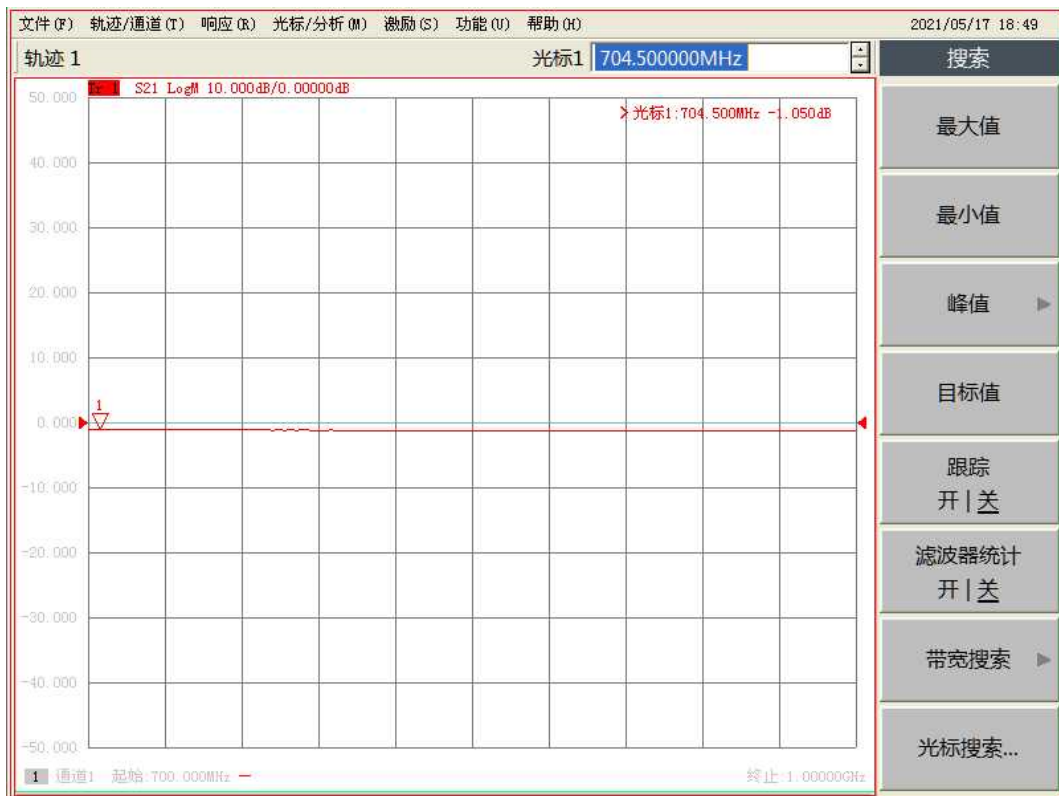 文件(F) 轨迹/通道(T) 响应(R) 光标/分析(M) 激励(S) 功能(U) 帮助(H) 2021/05/17 18:49
轨迹 1 光标1 704.500000MHz 搜索
Tr 1 S21 LogM 10.000dB/0.00000dB
50.000
>光标1:704.500MHz -1.050dB
40.000
30.000
20.000
10.000
1
0.000
-10.000
-20.000
-30.000
-40.000
-50.000
1 通道1 起始:700.000MHz 终止:1.00000GHz
最大值
最小值
峰值
目标值
跟踪
开|关
滤波器统计
开|关
带宽搜索
光标搜索...